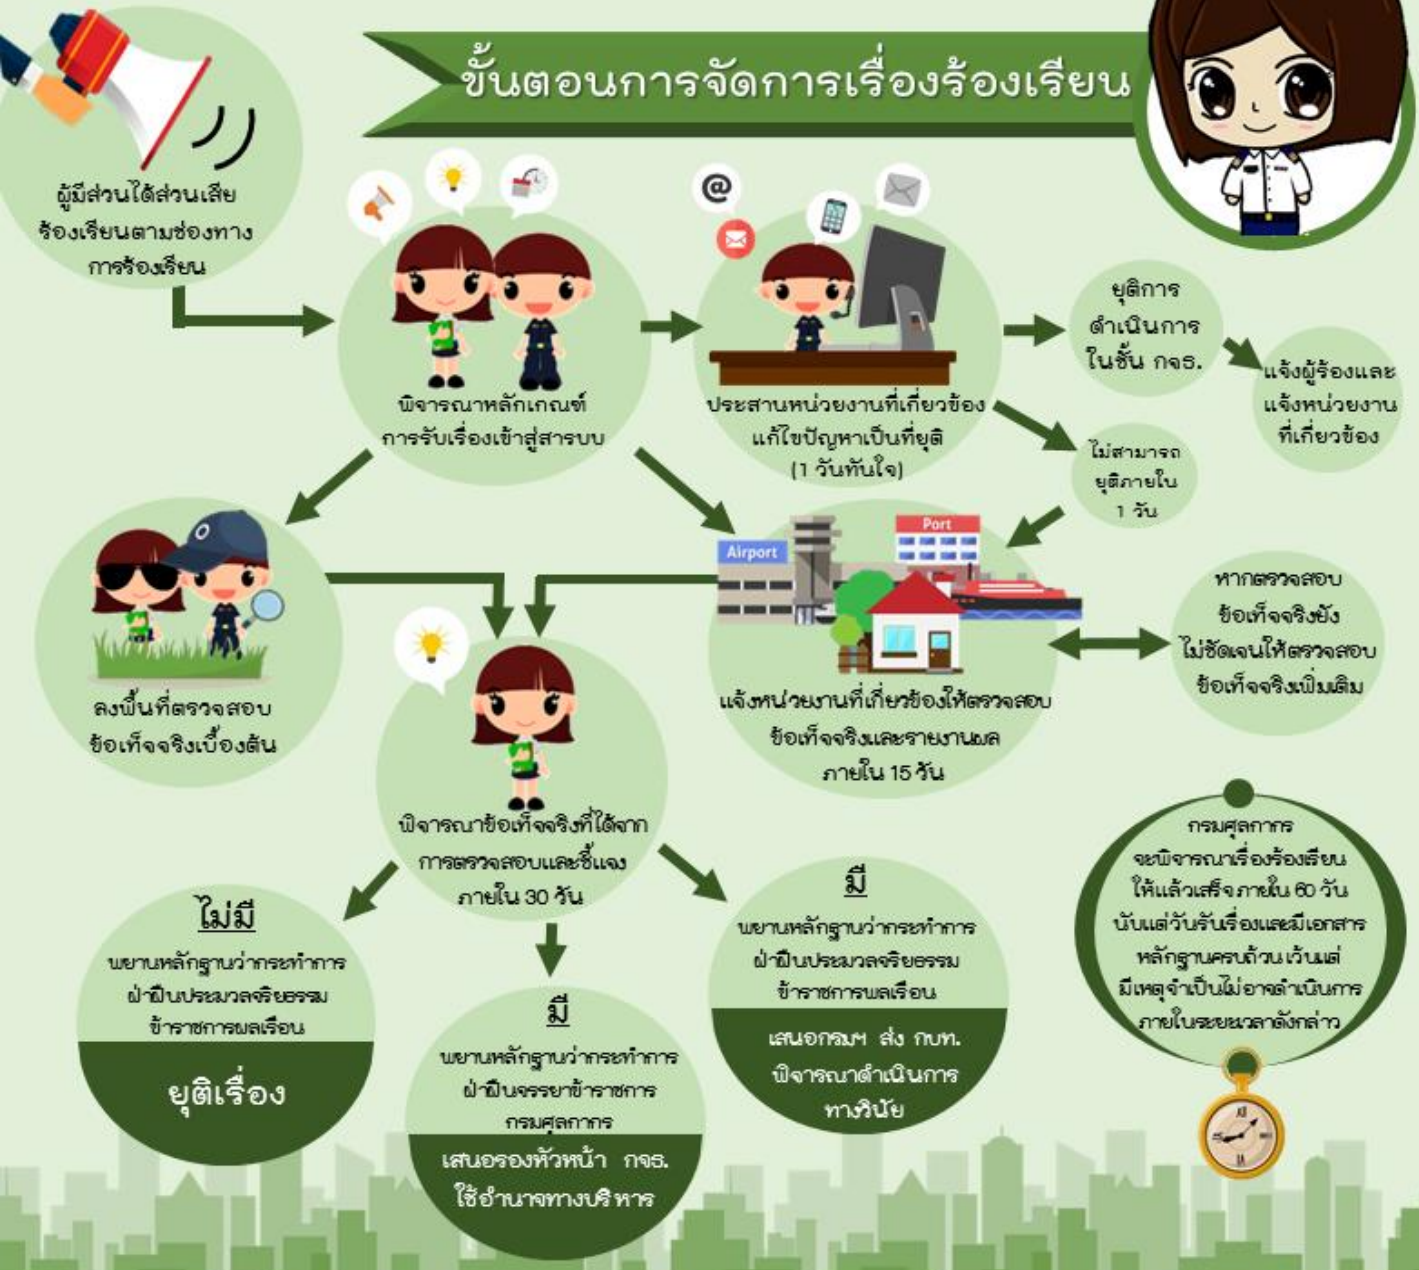 ขั้นตอนการจัดการเรื่องร้องเรียน
ผู้มีส่วนได้ส่วนเสีย
ร้องเรียนตามช่องทาง
การร้องเรียน
พิจารณาหลักเกณฑ์
การรับเรื่องเข้าสู่สารบบ
@
ประสานหน่วยงานที่เกี่ยวข้อง
แก้ไขปัญหาเป็นที่ยุติ
(1 วันทันใจ)
ยุติการ
ดำเนินการ
ในชั้น กจธ.
แจ้งผู้ร้องและ
แจ้งหน่วยงาน
ที่เกี่ยวข้อง
ไม่สามารถ
ยุติภายใน
1 วัน
ลงพื้นที่ตรวจสอบ
ข้อเท็จจริงเบื้องต้น
Airport
Port
แจ้งหน่วยงานที่เกี่ยวข้องให้ตรวจสอบ
ข้อเท็จจริงและรายงานผล
ภายใน 15 วัน
หากตรวจสอบ
ข้อเท็จจริงยัง
ไม่ชัดเจนให้ตรวจสอบ
ข้อเท็จจริงเพิ่มเติม
พิจารณาข้อเท็จจริงที่ได้จาก
การตรวจสอบและชี้แจง
ภายใน 30 วัน
ไม่มี
พยานหลักฐานว่ากระทำการ
ฝ่าฝืนประมวลจริยธรรม
ข้าราชการพลเรือน
ยุติเรื่อง
มี
พยานหลักฐานว่ากระทำการ
ฝ่าฝืนจรรยาข้าราชการ
กรมศุลกากร
เสนอรองหัวหน้า กจธ.
ใช้อำนาจทางบริหาร
มี
พยานหลักฐานว่ากระทำการ
ฝ่าฝืนประมวลจริยธรรม
ข้าราชการพลเรือน
เสนอกรมฯ ส่ง กบท.
พิจารณาดำเนินการ
ทางวินัย
กรมศุลกากร
จะพิจารณาเรื่องร้องเรียน
ให้แล้วเสร็จ ภายใน 60 วัน
นับแต่วันรับเรื่องและมีเอกสาร
หลักฐานครบถ้วน เว้นแต่
มีเหตุจำเป็นไม่อาจดำเนินการ
ภายในระยะเวลาดังกล่าว